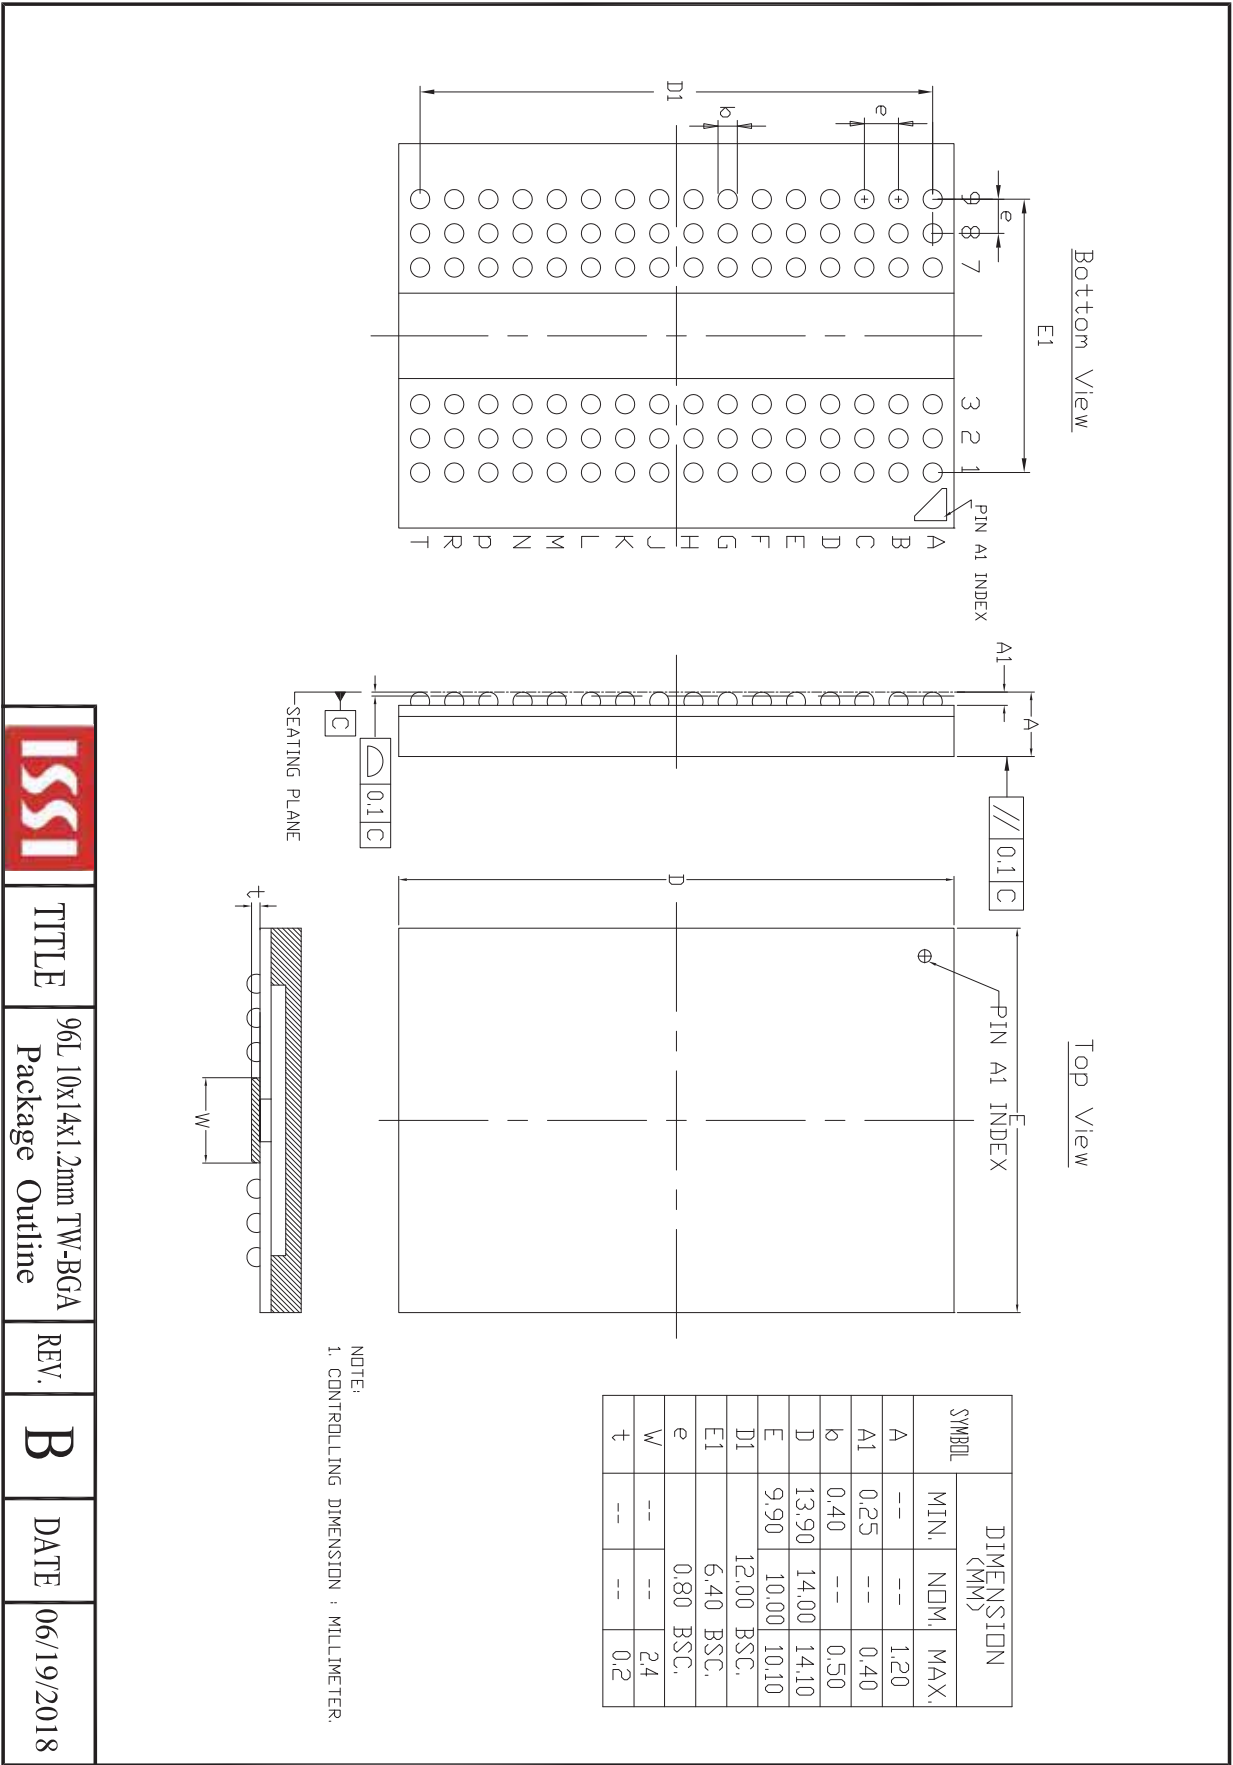 Bottom View
E1
e
9 8 7 3 2 1
PIN A1 INDEX
D1
b
e
A
B
C
D
E
F
G
H
J
K
L
M
N
P
R
T
A1
A
// 0.1 C
0.1 C
C
SEATING PLANE
Top View
E
PIN A1 INDEX
D
t
W
SYMBOL DIMENSION (MM)
MIN. NOM. MAX.
A -- -- 1.20
A1 0.25 -- 0.40
b 0.40 -- 0.50
D 13.90 14.00 14.10
E 9.90 10.00 10.10
D1 12.00 BSC.
E1 6.40 BSC.
e 0.80 BSC.
W -- -- 2.4
t -- -- 0.2
NOTE:
1. CONTROLLING DIMENSION : MILLIMETER.
ISSI
TITLE
96L 10x14x1.2mm TW-BGA
Package Outline
REV.
B
DATE
06/19/2018